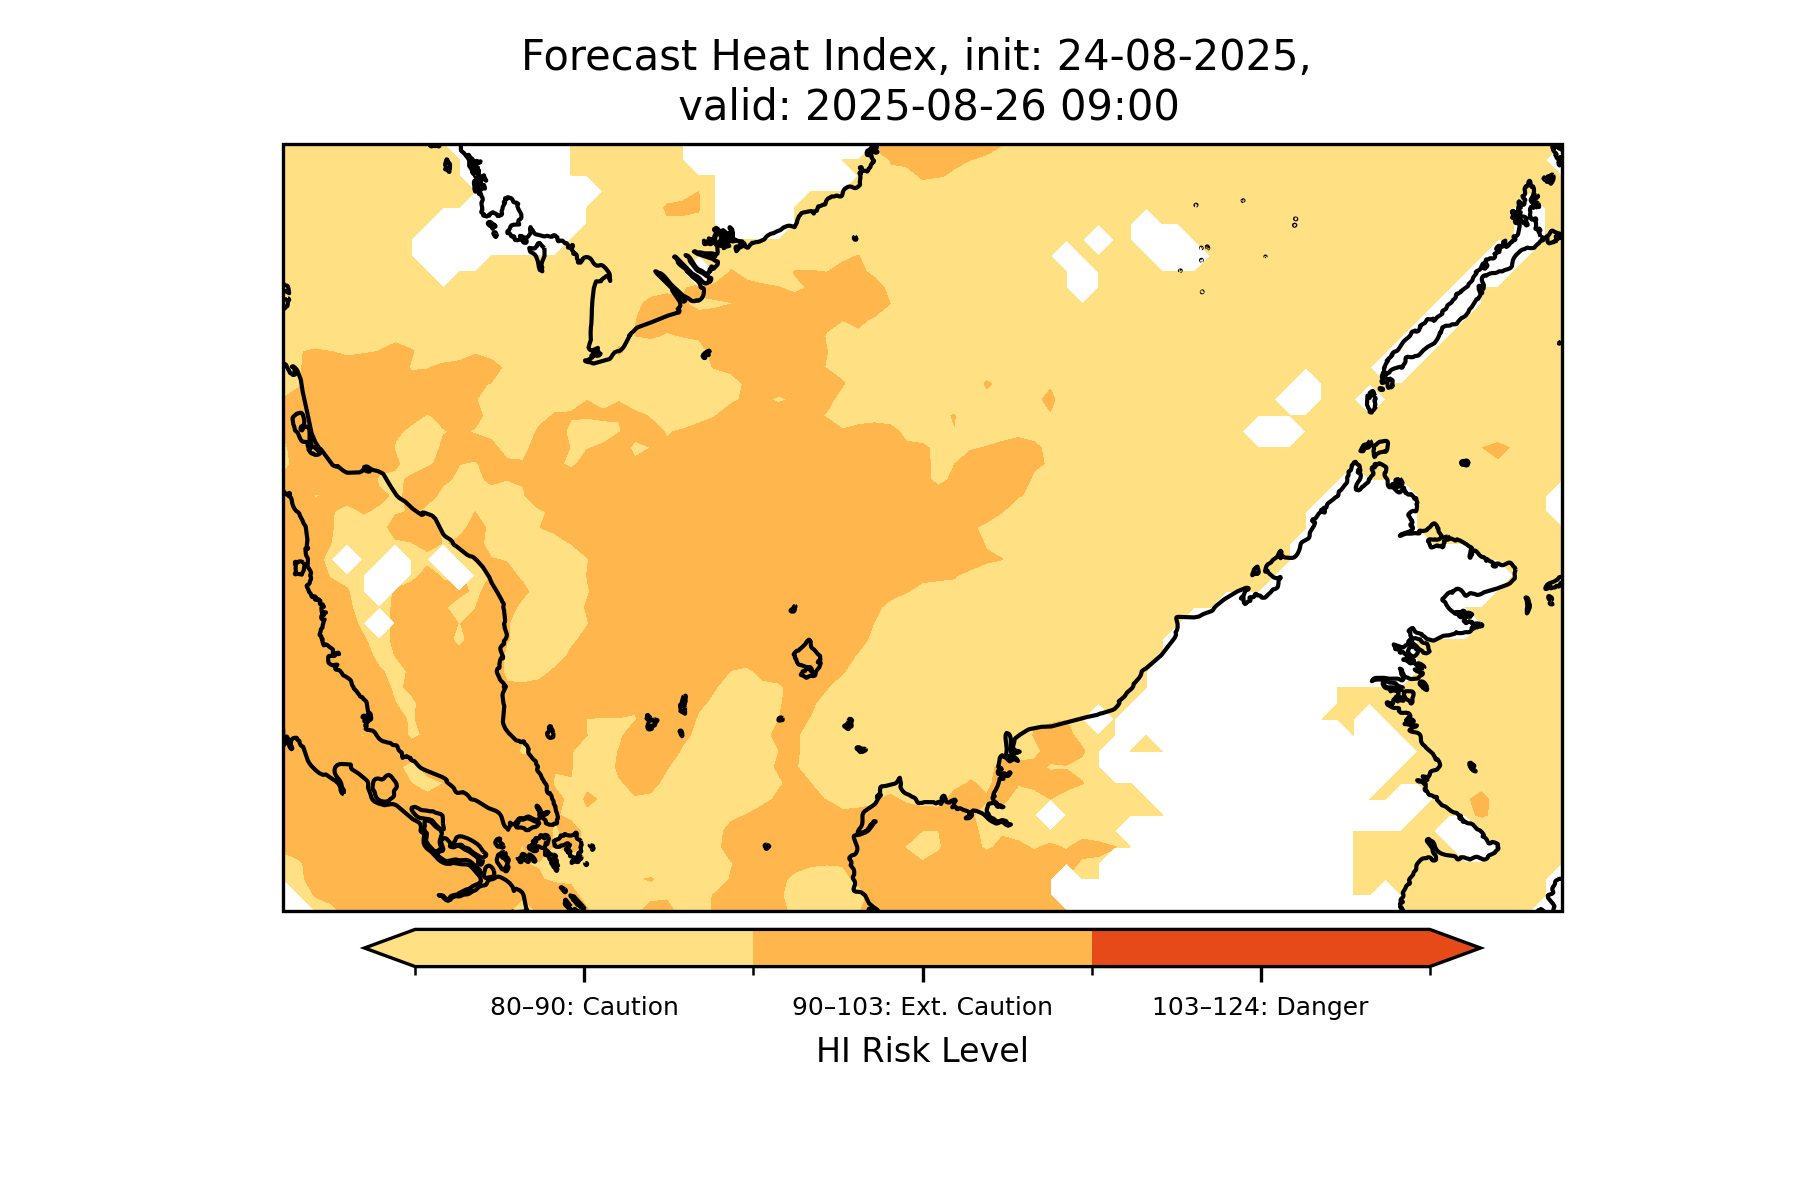 Forecast Heat Index, init: 24-08-2025,
valid: 2025-08-26 09:00
80–90: Caution
90–103: Ext. Caution
103–124: Danger
HI Risk Level